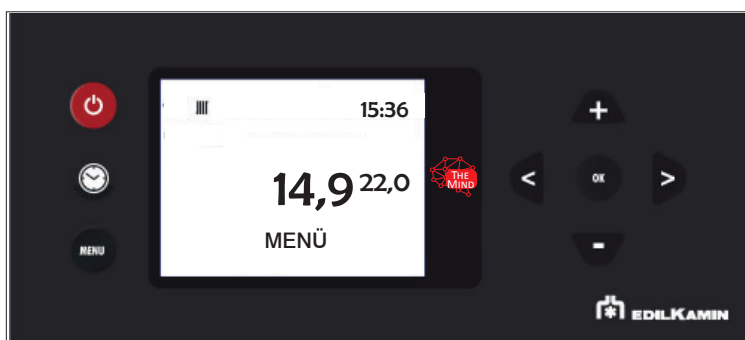 15:36
14,9 22,0
MENÜ
THE
MIND
MENU
OK
+
<
>
-
EDILKAMIN